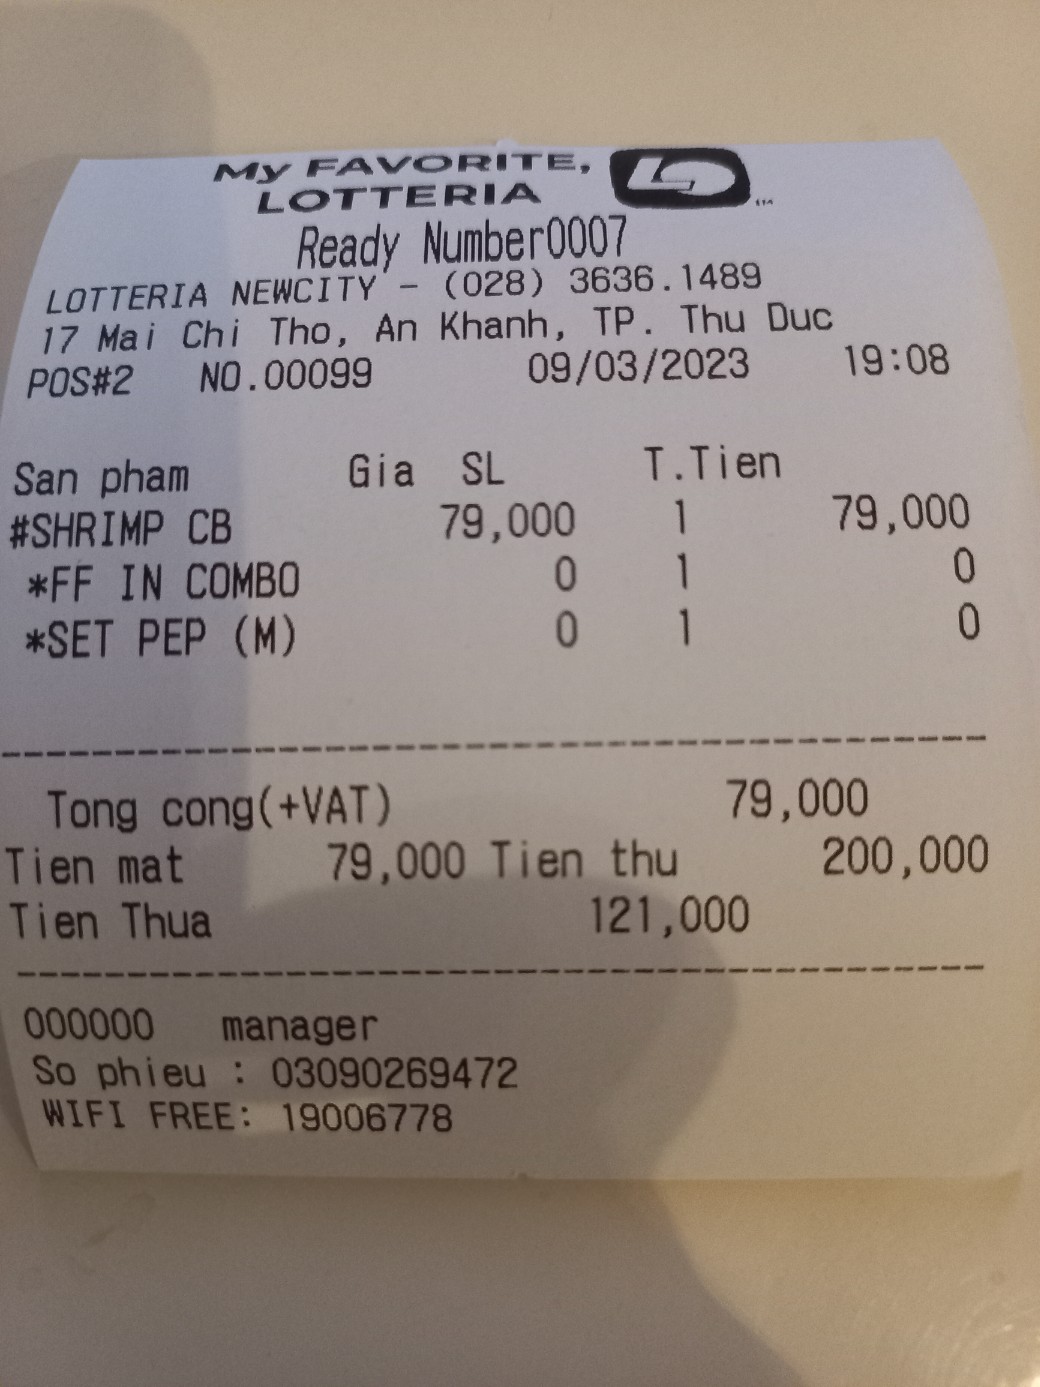 My FAVORITE,
LOTTERIA
Ready Number0007
LOTTERIA NEWCITY - (028) 3636.1489
17 Mai Chi Tho, An Khanh, TP. Thu Duc
POS#2 NO.00099 09/03/2023 19:08
San pham Gia SL T.Tien
#SHRIMP CB 79,000 1 79,000
*FF IN COMBO 0 1 0
*SET PEP (M) 0 1 0
Tong cong(+VAT) 79,000
Tien mat 79,000 Tien thu 200,000
Tien Thua 121,000
000000 manager
So phieu : 03090269472
WIFI FREE: 19006778